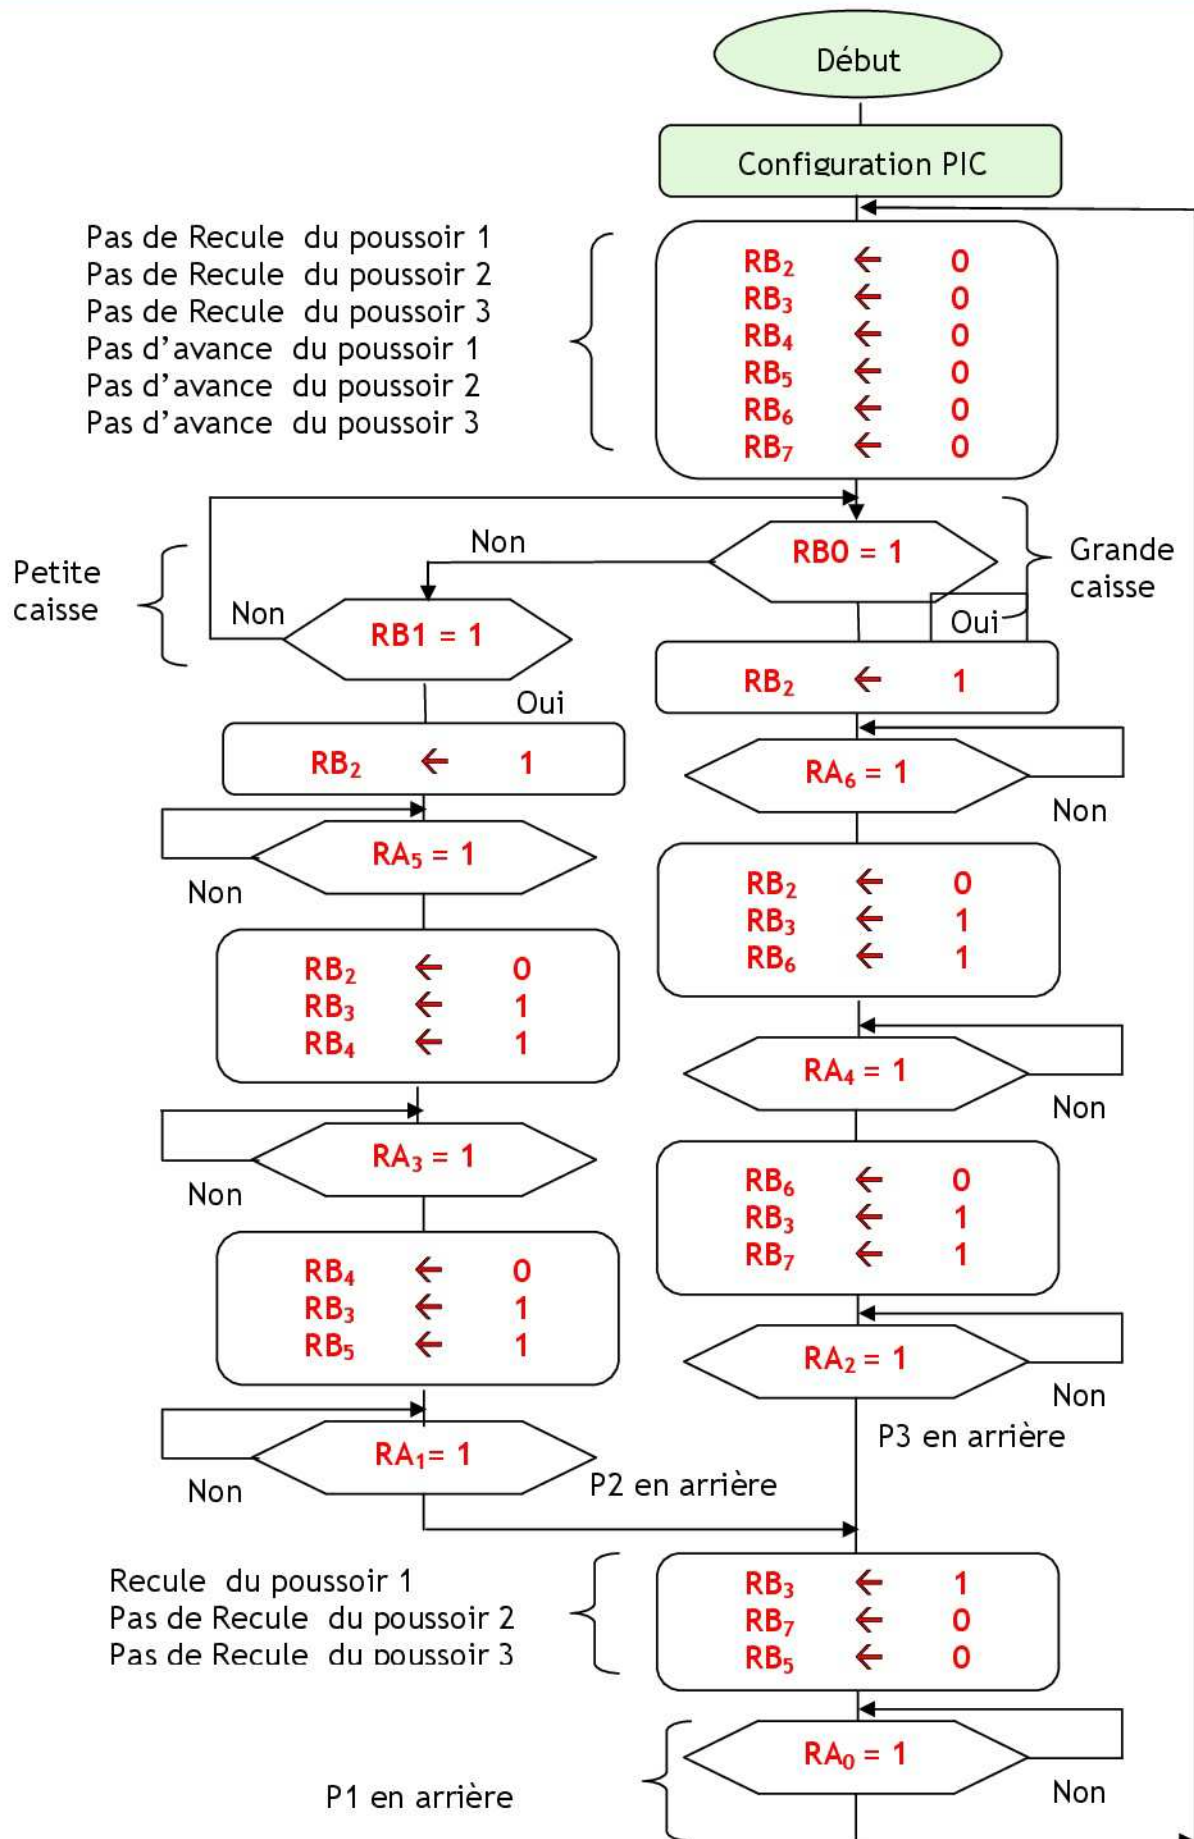 Début
Configuration PIC
Pas de Recule du poussoir 1
Pas de Recule du poussoir 2
Pas de Recule du poussoir 3
Pas d’avance du poussoir 1
Pas d’avance du poussoir 2
Pas d’avance du poussoir 3
RB₂ ← 0
RB₃ ← 0
RB₄ ← 0
RB₅ ← 0
RB₆ ← 0
RB₇ ← 0
RB0 = 1
Non
Grande
caisse
Oui
Petite
caisse
Non
RB1 = 1
Oui
RB₂ ← 1
RA₆ = 1
Non
RB₂ ← 1
RA₅ = 1
Non
RB₂ ← 0
RB₃ ← 1
RB₆ ← 1
RB₂ ← 0
RB₃ ← 1
RB₄ ← 1
RA₄ = 1
Non
RA₃ = 1
Non
RB₆ ← 0
RB₃ ← 1
RB₇ ← 1
RB₄ ← 0
RB₃ ← 1
RB₅ ← 1
RA₂ = 1
Non
P3 en arrière
RA₁= 1
Non
P2 en arrière
Recule du poussoir 1
Pas de Recule du poussoir 2
Pas de Recule du poussoir 3
RB₃ ← 1
RB₇ ← 0
RB₅ ← 0
RA₀ = 1
Non
P1 en arrière